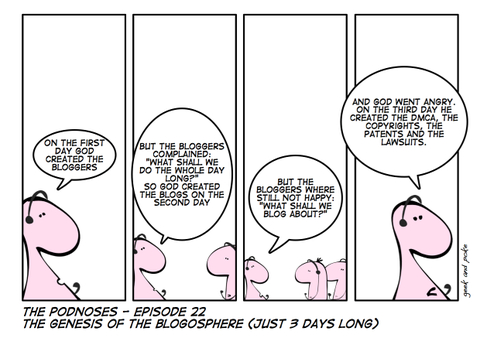 ON THE FIRST
DAY GOD
CREATED THE
BLOGGERS
BUT THE BLOGGERS
COMPLAINED:
"WHAT SHALL WE
DO THE WHOLE DAY
LONG?"
SO GOD CREATED
THE BLOGS ON THE
SECOND DAY
BUT THE
BLOGGERS WHERE
STILL NOT HAPPY:
"WHAT SHALL WE
BLOG ABOUT?"
AND GOD WENT ANGRY.
ON THE THIRD DAY HE
CREATED THE DMCA, THE
COPYRIGHTS, THE
PATENTS AND THE
LAWSUITS.
geek and poke
THE PODNOSES - EPISODE 22
THE GENESIS OF THE BLOGOSPHERE (JUST 3 DAYS LONG)